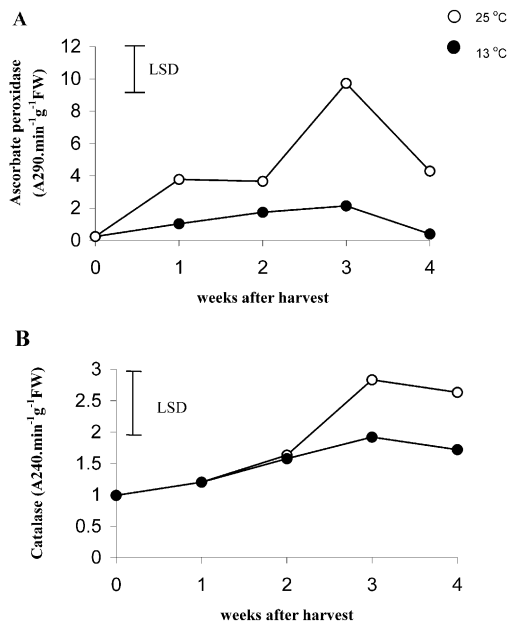 A
25 °C
13 °C
Ascorbate peroxidase
(A290.min⁻¹g⁻¹FW)
12
10
8
6
4
2
0
LSD
0 1 2 3 4
weeks after harvest
B
Catalase (A240.min⁻¹g⁻¹FW)
3
2.5
2
1.5
1
0.5
0
LSD
0 1 2 3 4
weeks after harvest